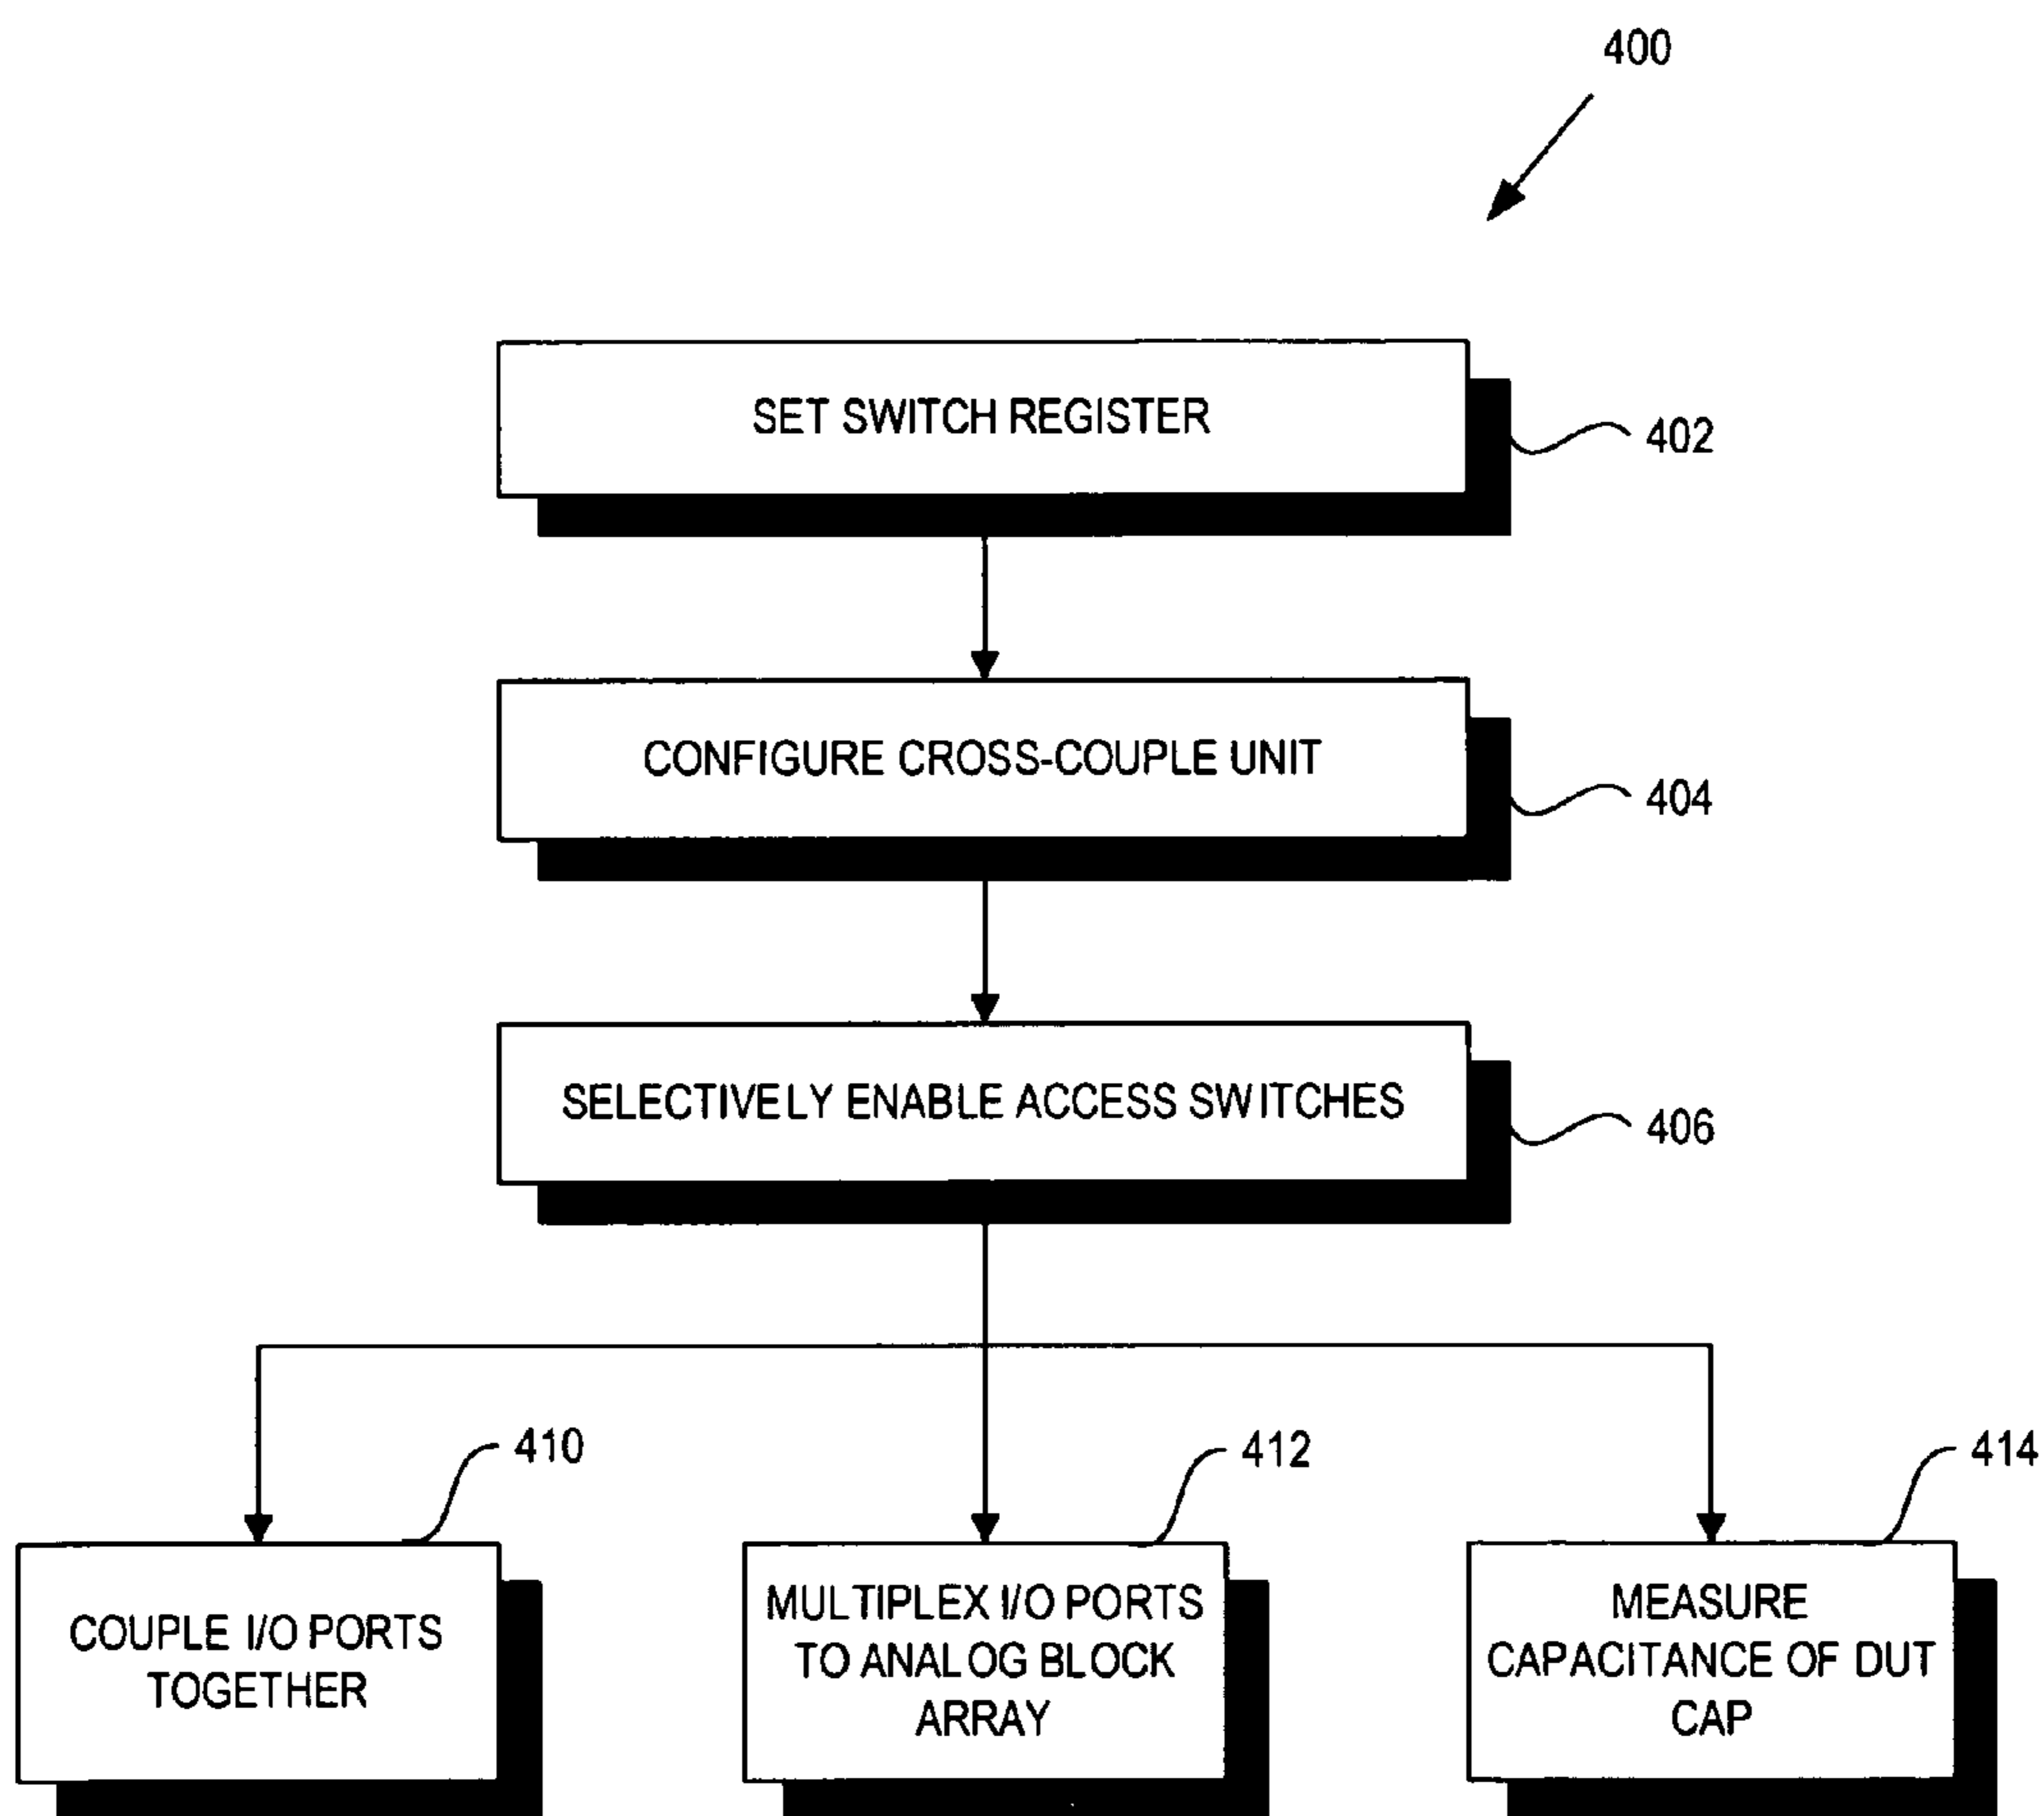 400
SET SWITCH REGISTER
402
CONFIGURE CROSS-COUPLE UNIT
404
SELECTIVELY ENABLE ACCESS SWITCHES
406
410
412
414
COUPLE I/O PORTS
TOGETHER
MULTIPLEX I/O PORTS
TO ANALOG BLOCK
ARRAY
MEASURE
CAPACITANCE OF DUT
CAP